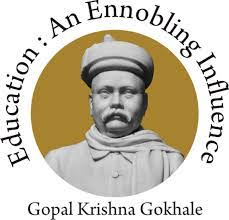 Education : An Ennobling Influence
Gopal Krishna Gokhale